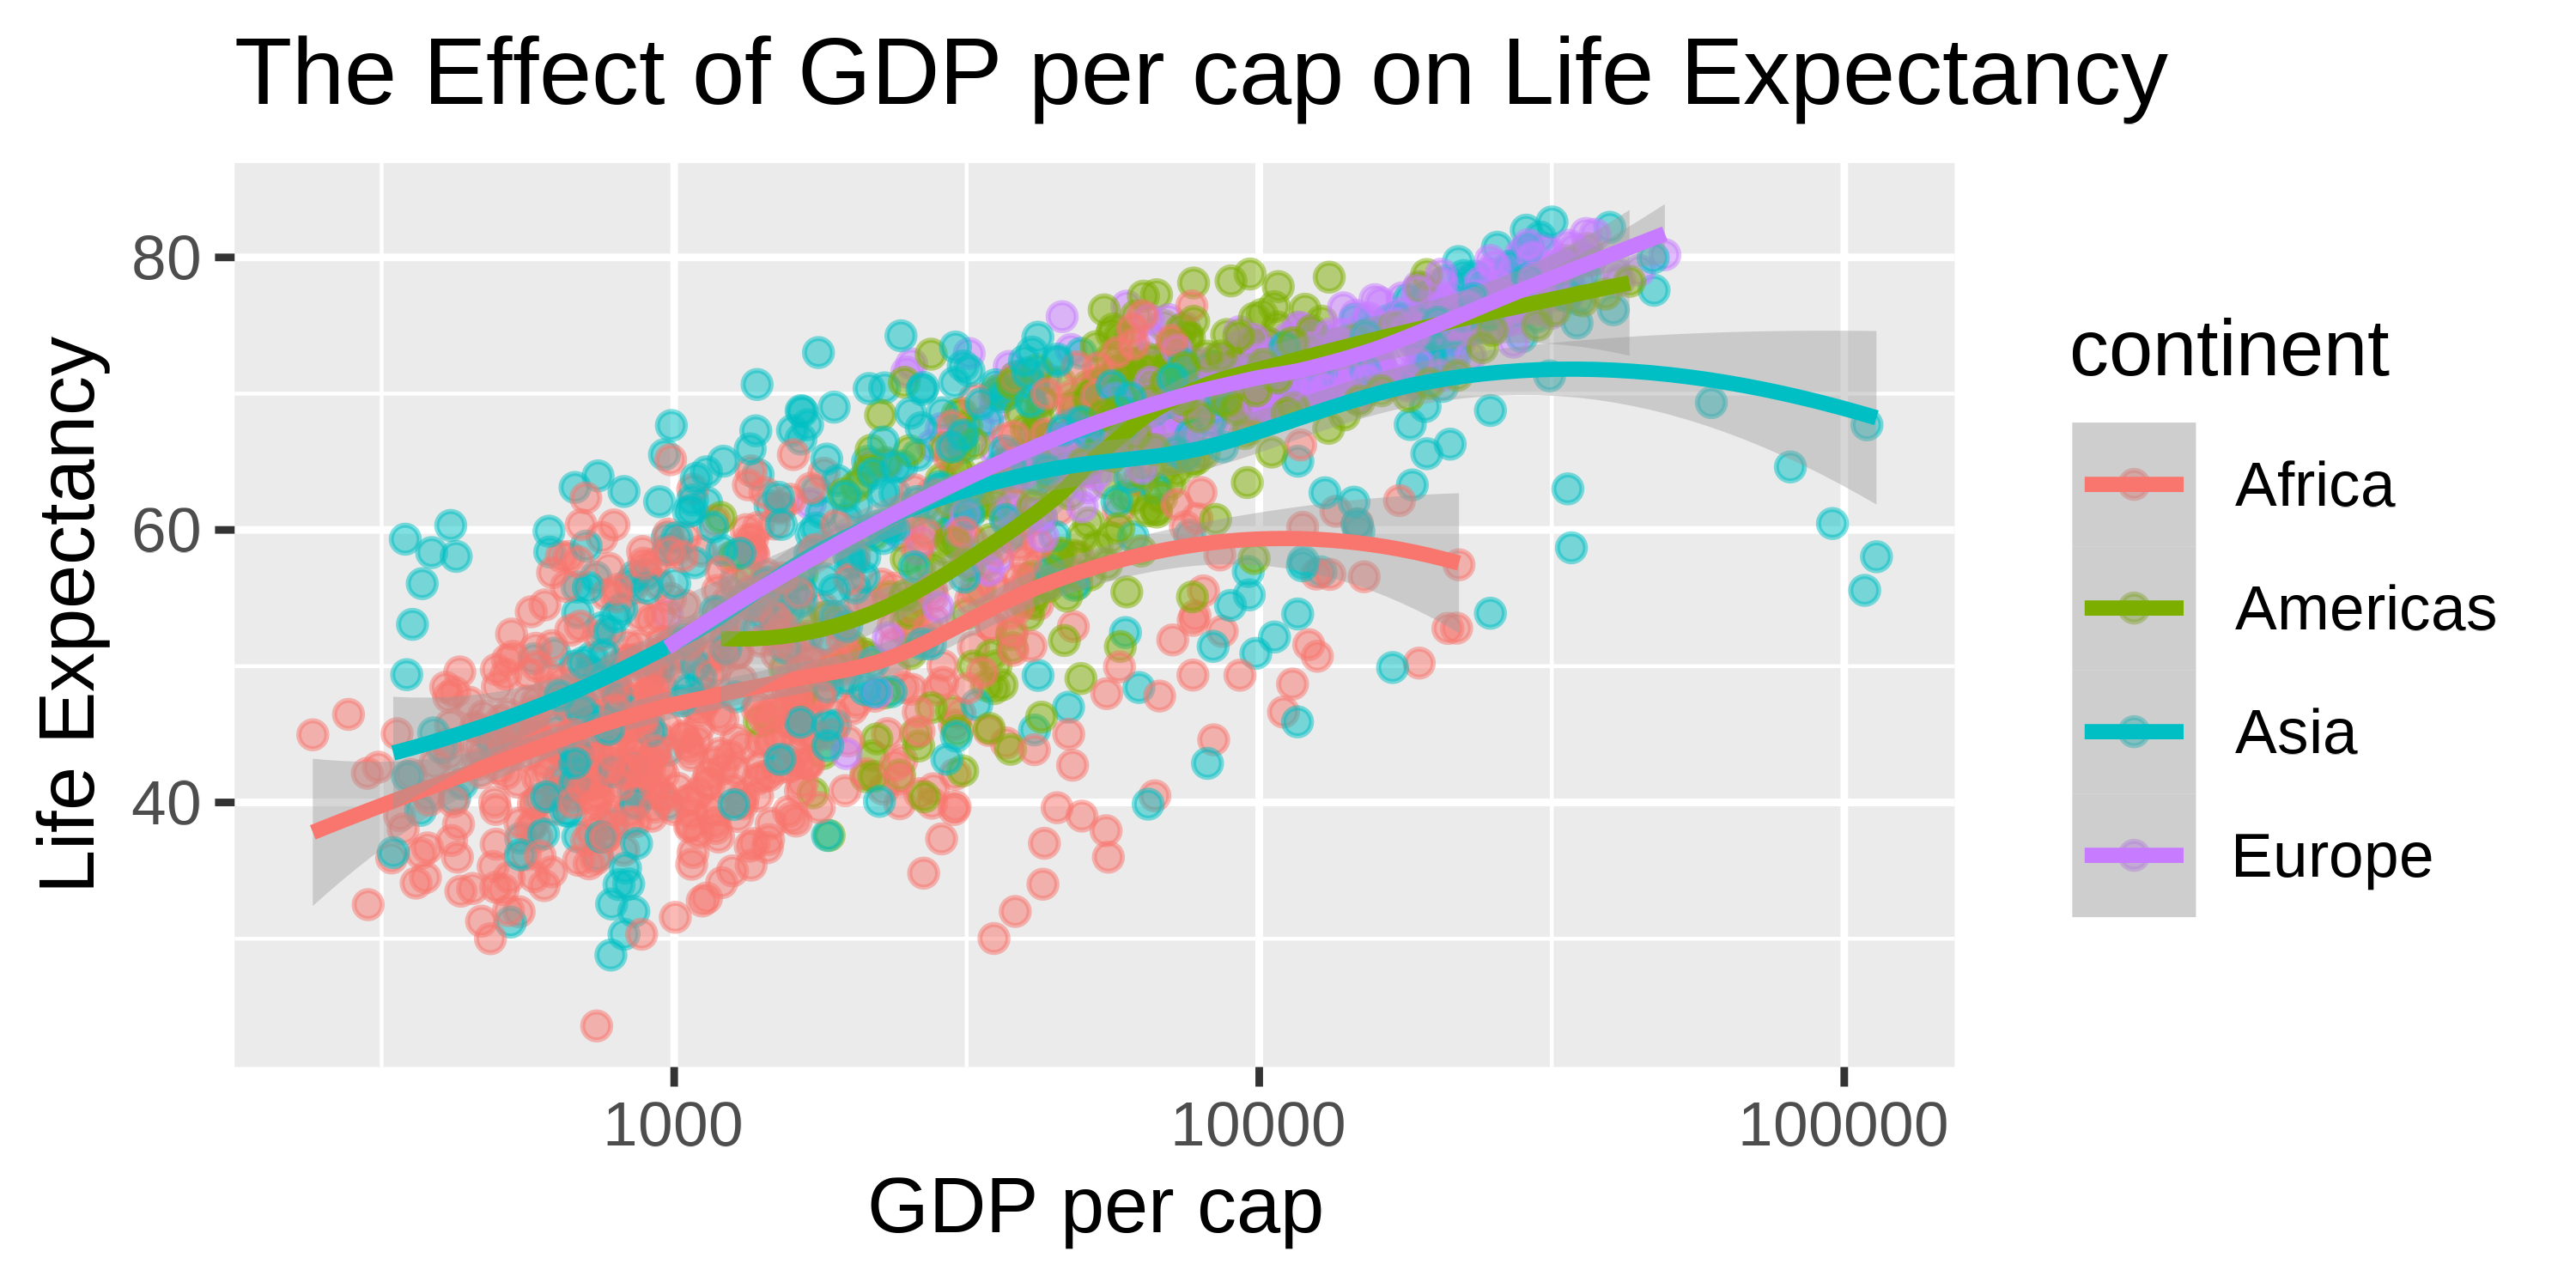 The Effect of GDP per cap on Life Expectancy
Life Expectancy
80
60
40
1000
10000
100000
GDP per cap
continent
Africa
Americas
Asia
Europe